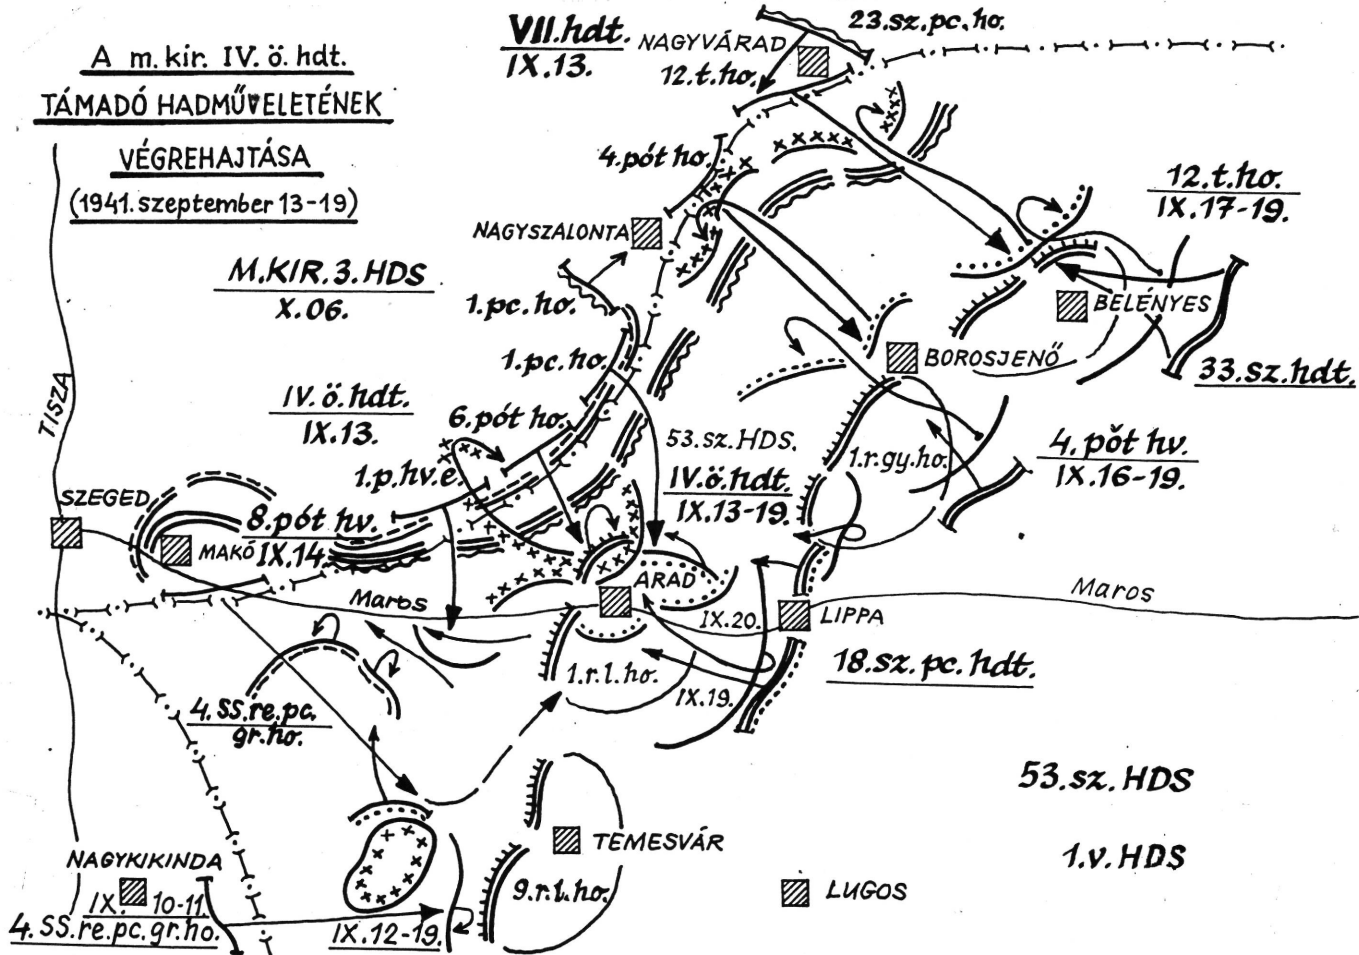 A m.kir. IV.ö.hdt.
TÁMADÓ HADMŰVELETÉNEK
VÉGREHAJTÁSA
(1941.szeptember 13-19)
VII.hdt.
IX.13.
NAGYVÁRAD
23.sz.pc.ho.
12.t.ho.
4.pót ho.
12.t.ho.
IX.17-19.
NAGYSZALONTA
M.KIR.3.HDS
X.06.
1.pc.ho.
BELÉNYES
1.pc.ho.
BOROSJENŐ
33.sz.hdt.
TISZA
IV.ö.hdt.
IX.13.
6.pót ho.
53.sz.HDS.
1.r.gy.ho.
4.pőt hv.
IX.16-19.
1.p.hv.e.
IV.ö.hdt.
IX.13-19.
SZEGED
8.pót hv.
IX.14
MAKÓ
ARAD
Maros
Maros
IX.20.
LIPPA
1.r.l.ho.
IX.19.
18.sz.pc.hdt.
4.SS.re.pc.
gr.ho.
53.sz.HDS
TEMESVÁR
1.v.HDS
NAGYKIKINDA
9.r.l.ho.
LUGOS
IX. 10-11.
4.SS.re.pc.gr.ho.
IX.12-19.